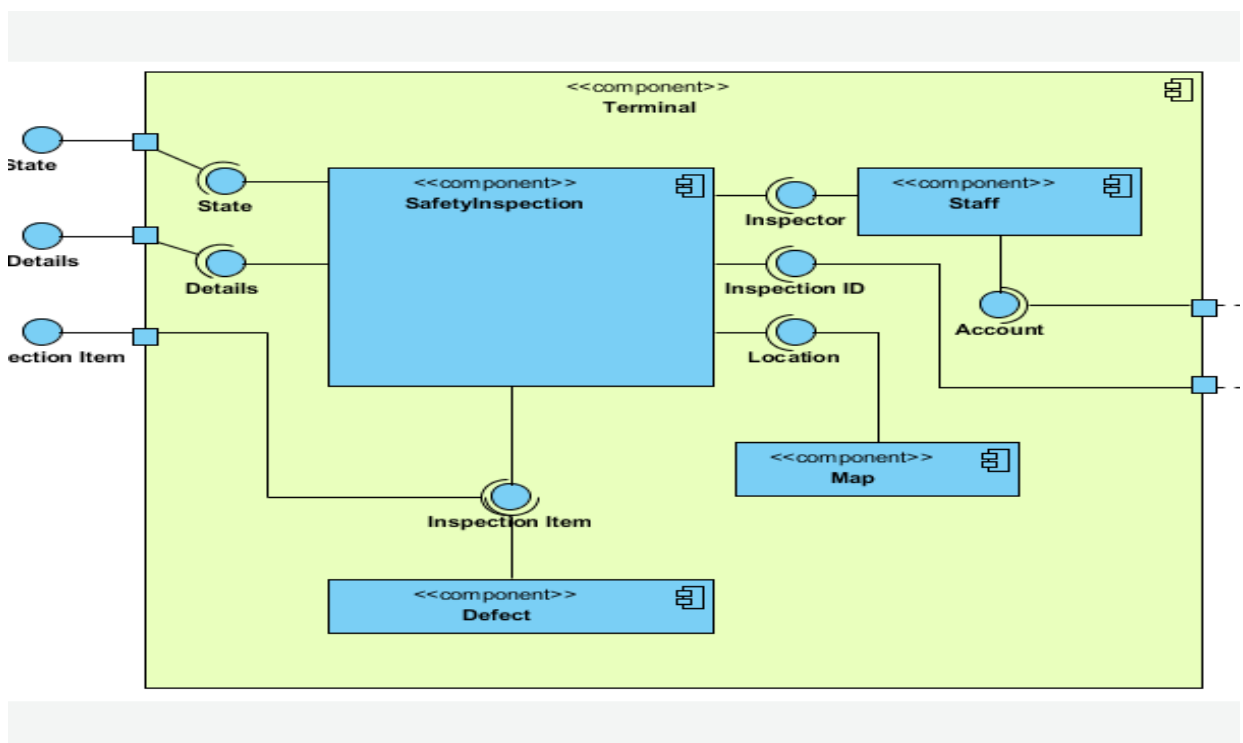 <<component>>
Terminal
State
State
<<component>>
SafetyInspection
Inspector
<<component>>
Staff
Details
Details
Inspection ID
Account
ection Item
Location
<<component>>
Map
Inspection Item
<<component>>
Defect